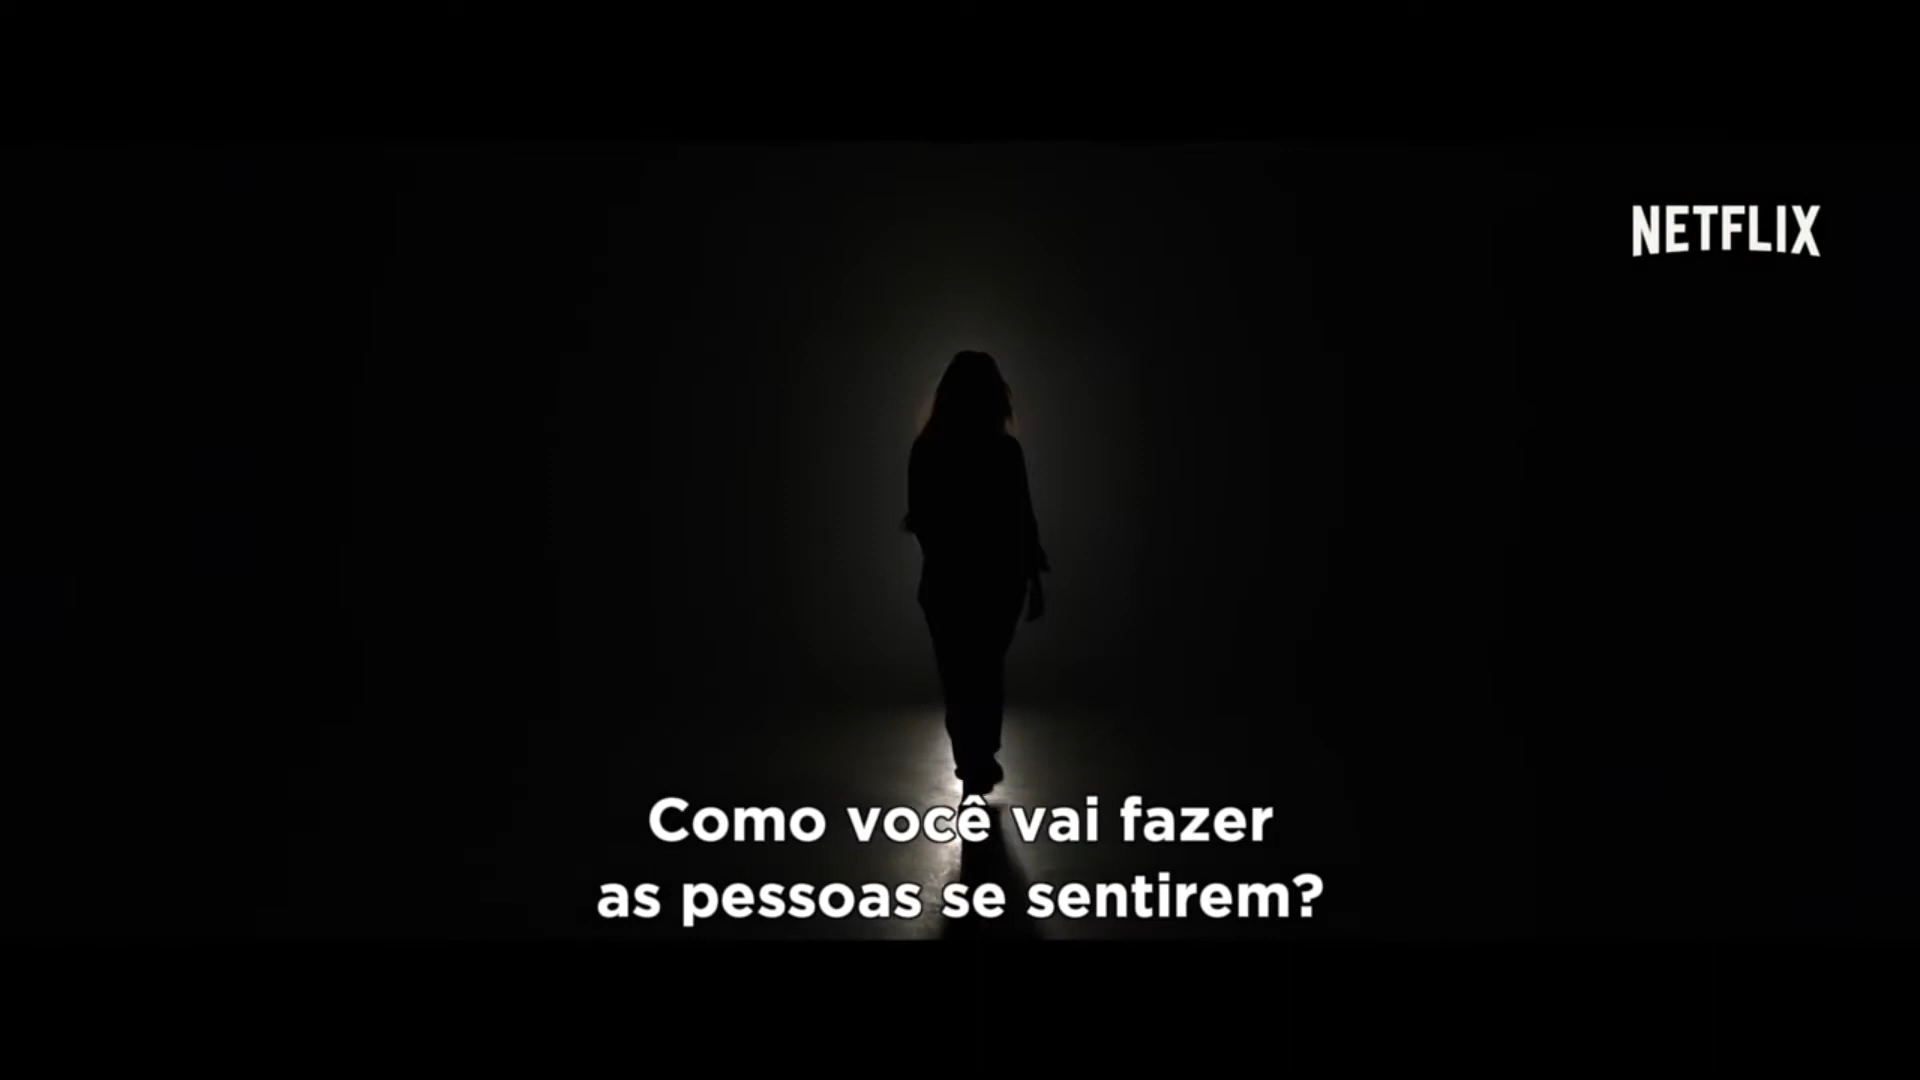 NETFLIX
Como você vai fazer
as pessoas se sentirem?